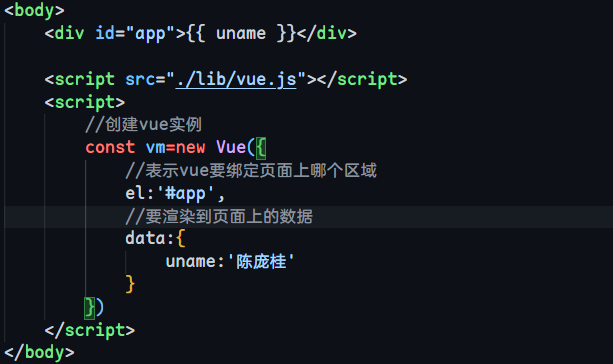 <body>
<div id="app">{{ uname }}</div>
<script src="./lib/vue.js"></script>
<script>
//创建vue实例
const vm=new Vue({
//表示vue要绑定页面上哪个区域
el:'#app',
//要渲染到页面上的数据
data:{
uname:'陈庞桂'
}
})
</script>
</body>